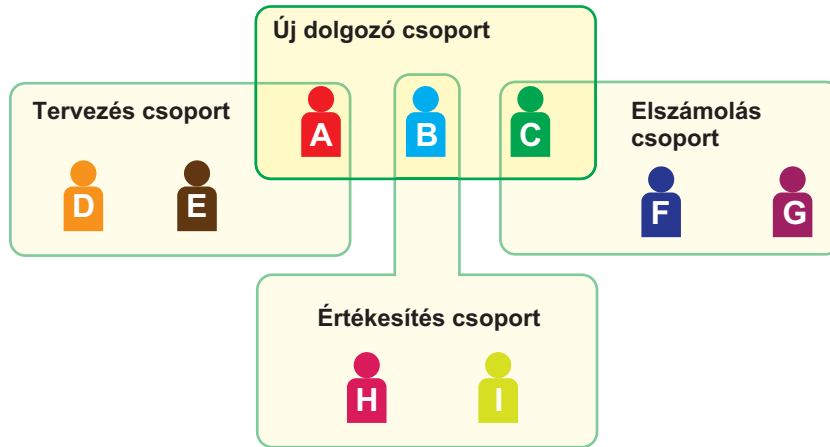 Új dolgozó csoport
Tervezés csoport
A
B
C
Elszámolás
csoport
D
E
F
G
Értékesítés csoport
H
I